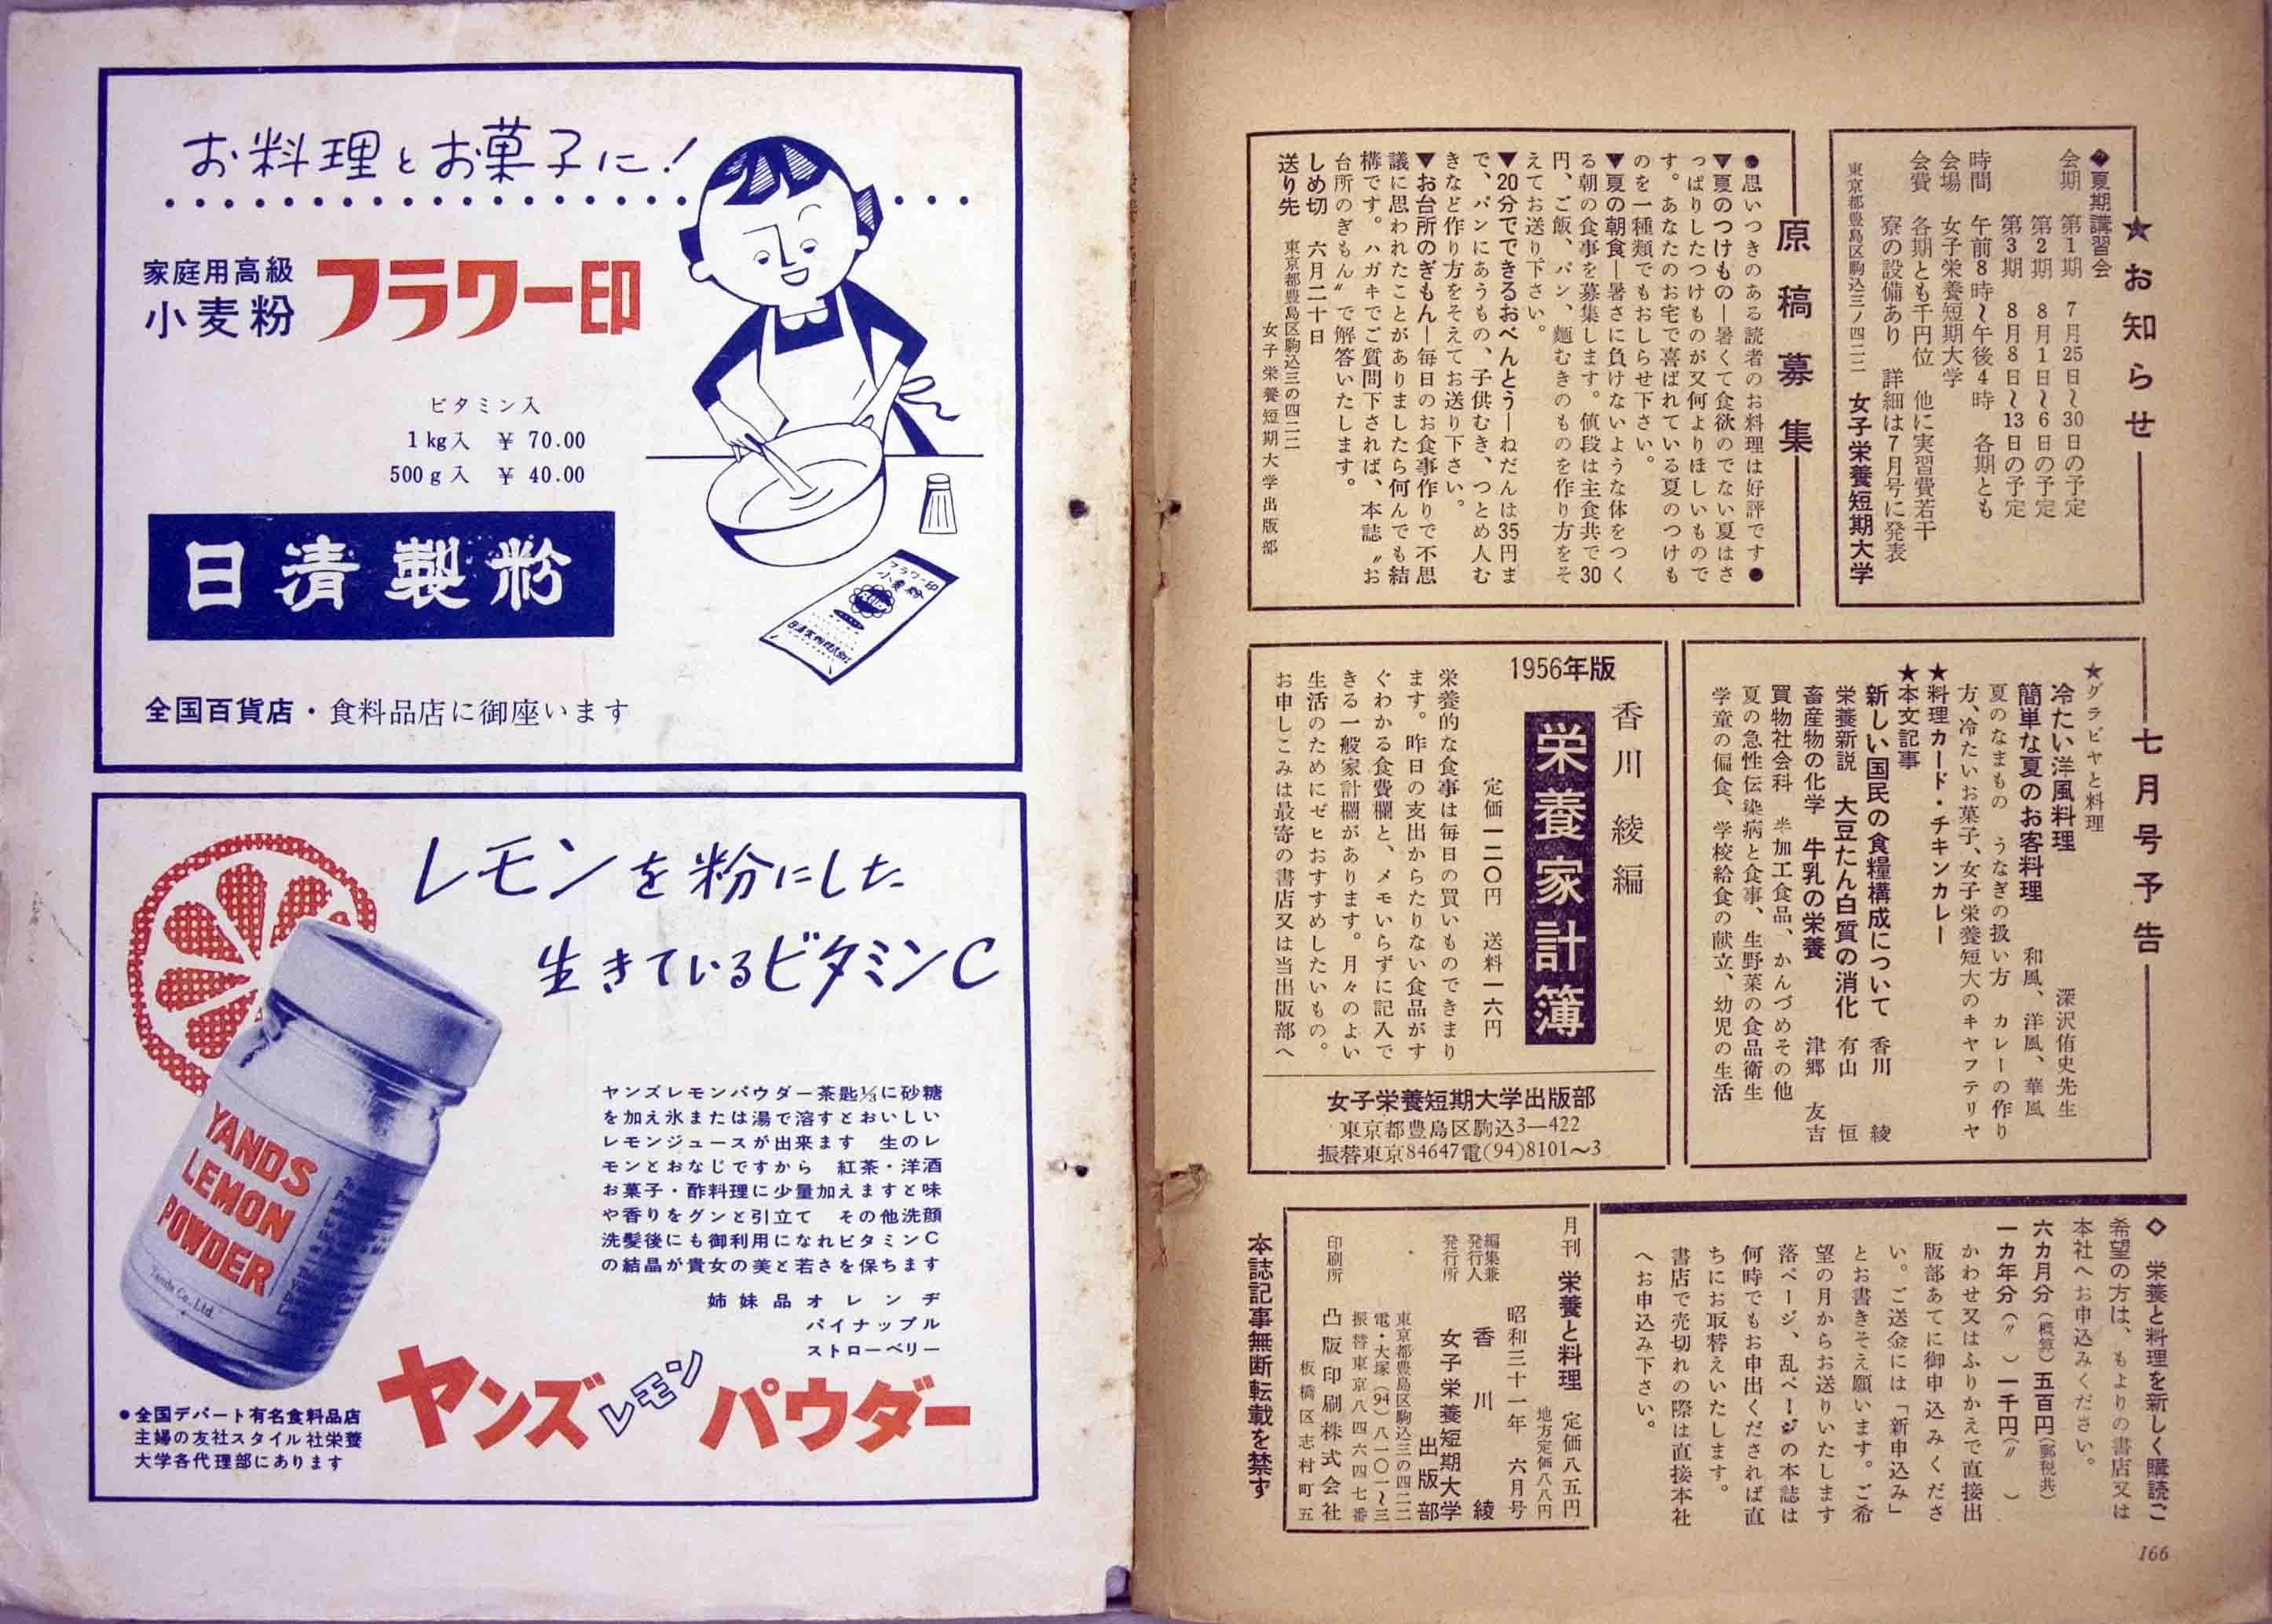 ★お知らせ
◆夏期講習会
会期　第1期　7月25日〜30日の予定
第2期　8月1日〜6日の予定
第3期　8月8日〜13日の予定
時間　午前8時〜午後4時　各期とも
会場　女子栄養短期大学
会費　各期とも千円位　他に実習費若干
寮の設備あり　詳細は7月号に発表
東京都豊島区駒込三ノ四二二　女子栄養短期大学
原稿募集
●思いつきのある読者のお料理は好評です●
▼夏のつけもの―暑くて食欲のでない夏はさ
っぱりしたつけものが又何よりほしいもので
す。あなたのお宅で喜ばれている夏のつけも
のを一種類でもおしらせ下さい。
▼夏の朝食―暑さに負けないような体をつく
る朝の食事を募集します。値段は主食共で30
円、ご飯、パン、麺むきのものを作り方をそ
えてお送り下さい。
▼20分でできるおべんとう―ねだんは35円ま
で、パンにあうもの、子供むき、つとめ人む
きなど作り方をそえてお送り下さい。
▼お台所のぎもん―毎日のお食事作りで不思
議に思われたことがありましたら何んでも結
構です。ハガキでご質問下されば、本誌〝お
台所のぎもん〟で解答いたします。
しめ切　六月二十日
送り先　東京都豊島区駒込三の四二二
女子栄養短期大学出版部
七月号予告
★グラビヤと料理
冷たい洋風料理　深沢侑史先生
簡単な夏のお客料理　和風、洋風、華風
夏のなまもの　うなぎの扱い方　カレーの作り
方、冷たいお菓子、女子栄養短大のキャフテリヤ
★料理カード・チキンカレー
★本文記事
新しい国民の食糧構成について　香川　綾
栄養新説　大豆たん白質の消化　有山　恒
畜産物の化学　牛乳の栄養　津郷　友吉
買物社会科　半加工食品、かんづめその他
夏の急性伝染病と食事、生野菜の食品衛生
学童の偏食、学校給食の献立、幼児の生活
1956年版
香川綾編
栄養家計簿
定価一二〇円　送料一六円
栄養的な食事は毎日の買いものできまり
ます。昨日の支出からたりない食品がす
ぐわかる食費欄と、メモいらずに記入で
きる一般家計欄があります。月々のよい
生活のためにゼヒおすすめしたいもの。
お申しこみは最寄の書店又は当出版部へ
女子栄養短期大学出版部
東京都豊島区駒込3―422
振替東京84647電(94)8101〜3
◇　栄養と料理を新しく購読ご
希望の方は、もよりの書店又は
本社へお申込みください。
六カ月分（概算）五百円（郵税共）
一カ年分（〃　）一千円（〃　）
かわせ又はふりかえで直接出
版部あてに御申込みくださ
い。ご送金には「新申込み」
とお書きそえ願います。ご希
望の月からお送りいたします
落ページ、乱ページの本誌は
何時でもお申出くだされば直
ちにお取替えいたします。
書店で売切れの際は直接本社
へお申込み下さい。
月刊　栄養と料理　定価八五円
地方定価八八円
昭和三十一年　六月号
編集兼
発行人　香川　綾
発行所　女子栄養短期大学
出版部
東京都豊島区駒込三の四二二
電・大塚（94）八一〇一〜三
振替東京八四六四七番
印刷所　凸版印刷株式会社
板橋区志村町五
本誌記事無断転載を禁ず
166
お料理とお菓子に！
家庭用高級
小麦粉
フラワー印
ビタミン入
1kg入　¥ 70.00
500g入　¥ 40.00
日清製粉
フラワー印
小麦粉
日清製粉株式会社
全国百貨店・食料品店に御座います
レモンを粉にした
生きているビタミンC
YANDS
LEMON
POWDER
Yands Co., Ltd.
ヤンズレモンパウダー茶匙⅓に砂糖
を加え氷または湯で溶すとおいしい
レモンジュースが出来ます　生のレ
モンとおなじですから　紅茶・洋酒
お菓子・酢料理に少量加えますと味
や香りをグンと引立て　その他洗顔
洗髪後にも御利用になれビタミンC
の結晶が貴女の美と若さを保ちます
姉妹品オレンヂ
パイナップル
ストローベリー
ヤンズレモンパウダー
●全国デパート有名食料品店
主婦の友社スタイル社栄養
大学各代理部にあります